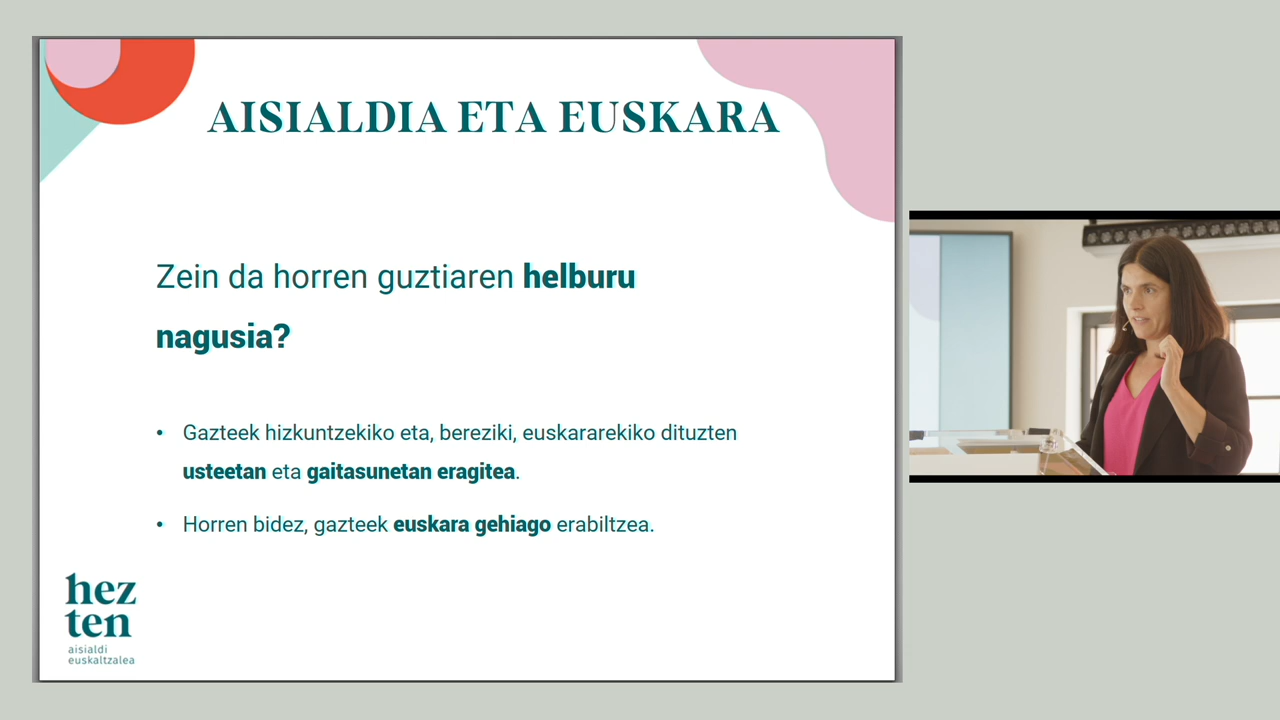 AISIALDIA ETA EUSKARA
Zein da horren guztiaren helburu
nagusia?
• Gazteek hizkuntzekiko eta, bereziki, euskararekiko dituzten
usteetan eta gaitasunetan eragitea.
• Horren bidez, gazteek euskara gehiago erabiltzea.
hez
ten
aisialdi
euskaltzalea